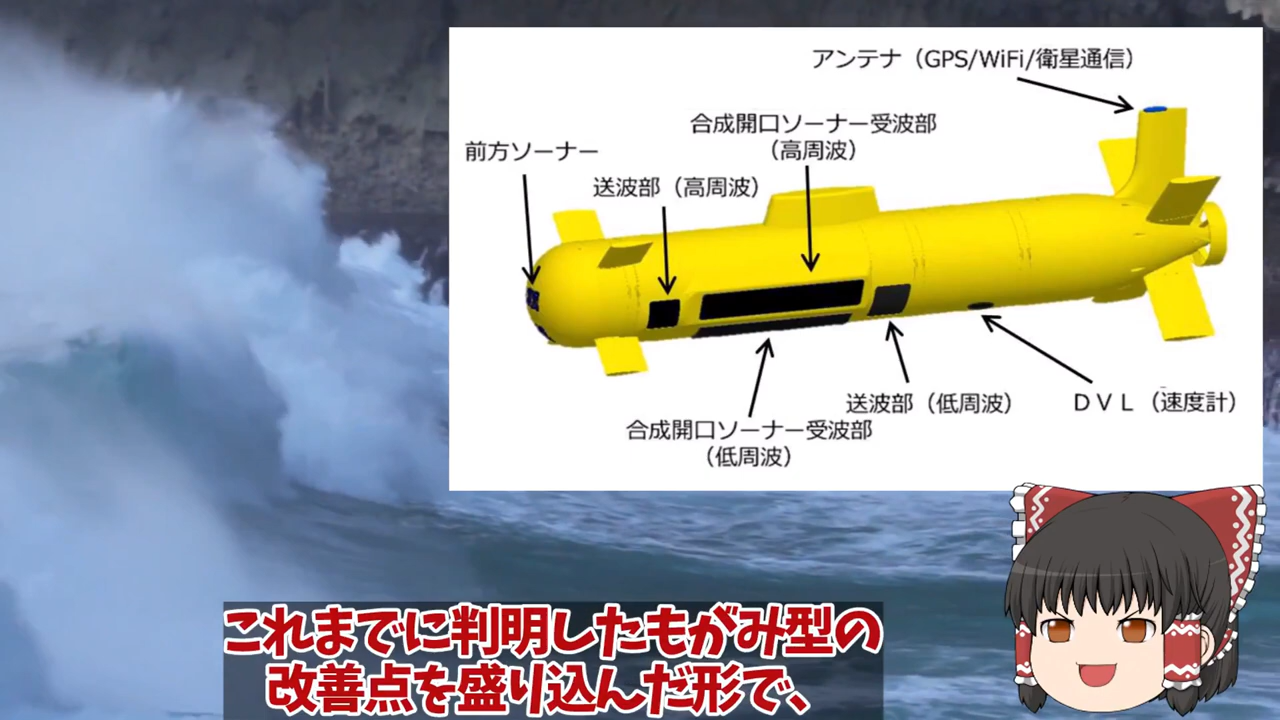 アンテナ（GPS/WiFi/衛星通信）
合成開口ソーナー受波部
（高周波）
前方ソーナー
送波部（高周波）
送波部（低周波）
ＤＶＬ（速度計）
合成開口ソーナー受波部
（低周波）
これまでに判明したもがみ型の
改善点を盛り込んだ形で、